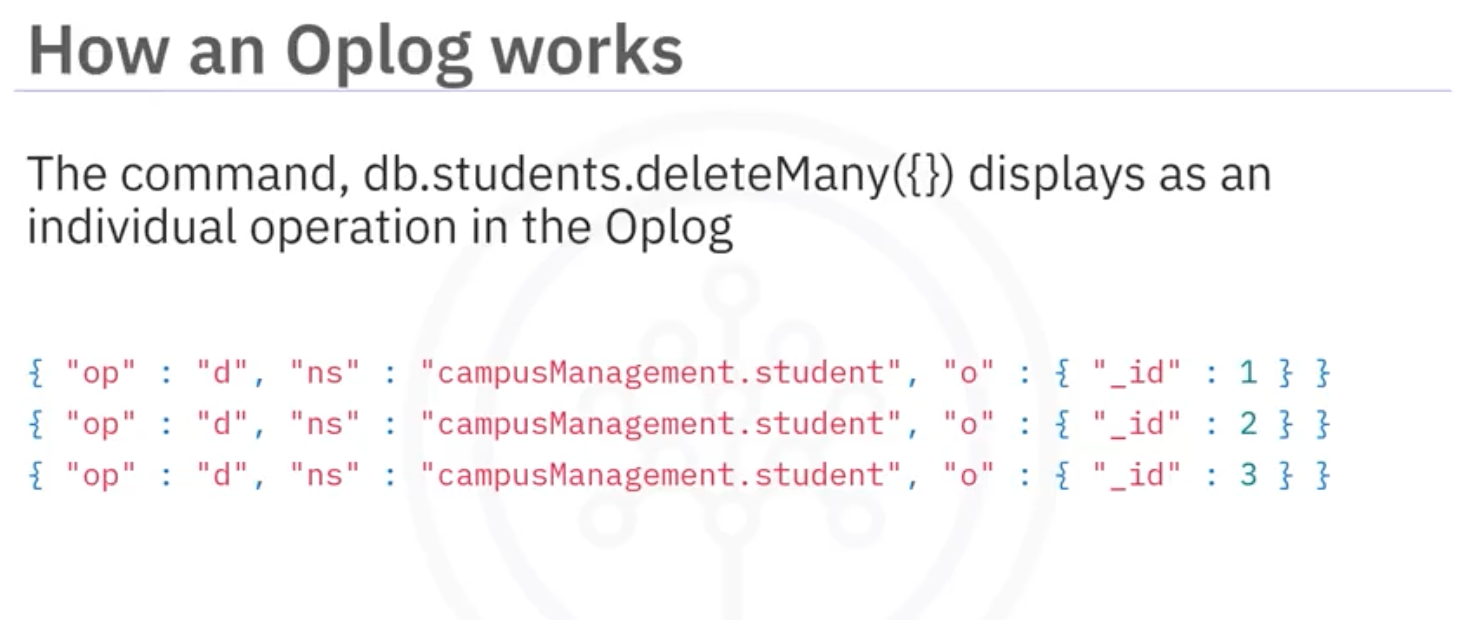 How an Oplog works
The command, db.students.deleteMany({}) displays as an
individual operation in the Oplog
{ "op" : "d", "ns" : "campusManagement.student", "o" : { "_id" : 1 } }
{ "op" : "d", "ns" : "campusManagement.student", "o" : { "_id" : 2 } }
{ "op" : "d", "ns" : "campusManagement.student", "o" : { "_id" : 3 } }